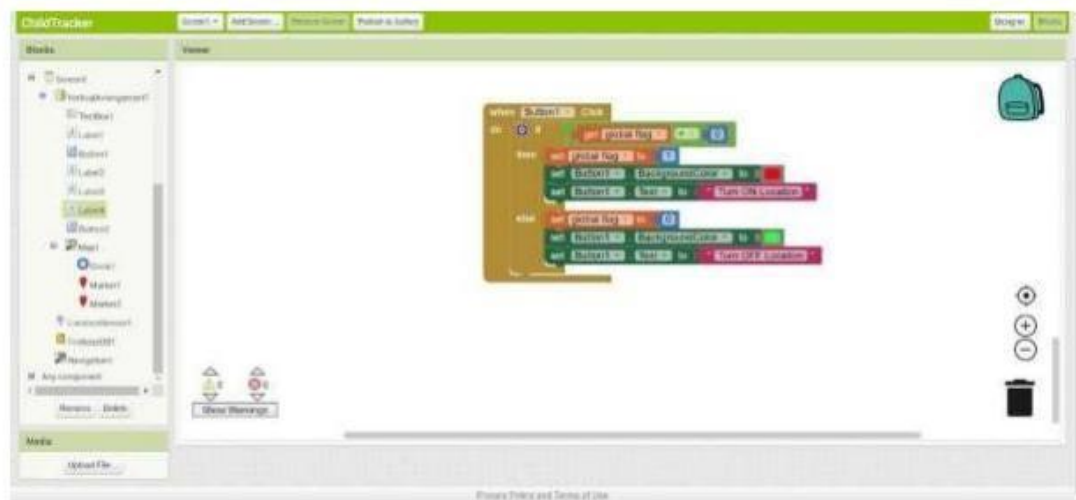 ChildTracker
Screen1 Add Screen ... Remove Screen Publish to Gallery
Designer Blocks
Blocks
Viewer
Screen1
VerticalArrangement1
TextBox1
Label1
Button1
Label2
Label3
Label4
Button2
Map1
Circle1
Marker1
Marker2
LocationSensor1
FirebaseDB1
Navigation1
Any component
Rename Delete
Media
Upload File ...
when Button1 .Click
do if get global flag = 0
then set global flag to 1
set Button1 . BackgroundColor to
set Button1 . Text to " Turn ON Location "
else set global flag to 0
set Button1 . BackgroundColor to
set Button1 . Text to " Turn OFF Location "
0 0
Show Warnings
Privacy Policy and Terms of Use